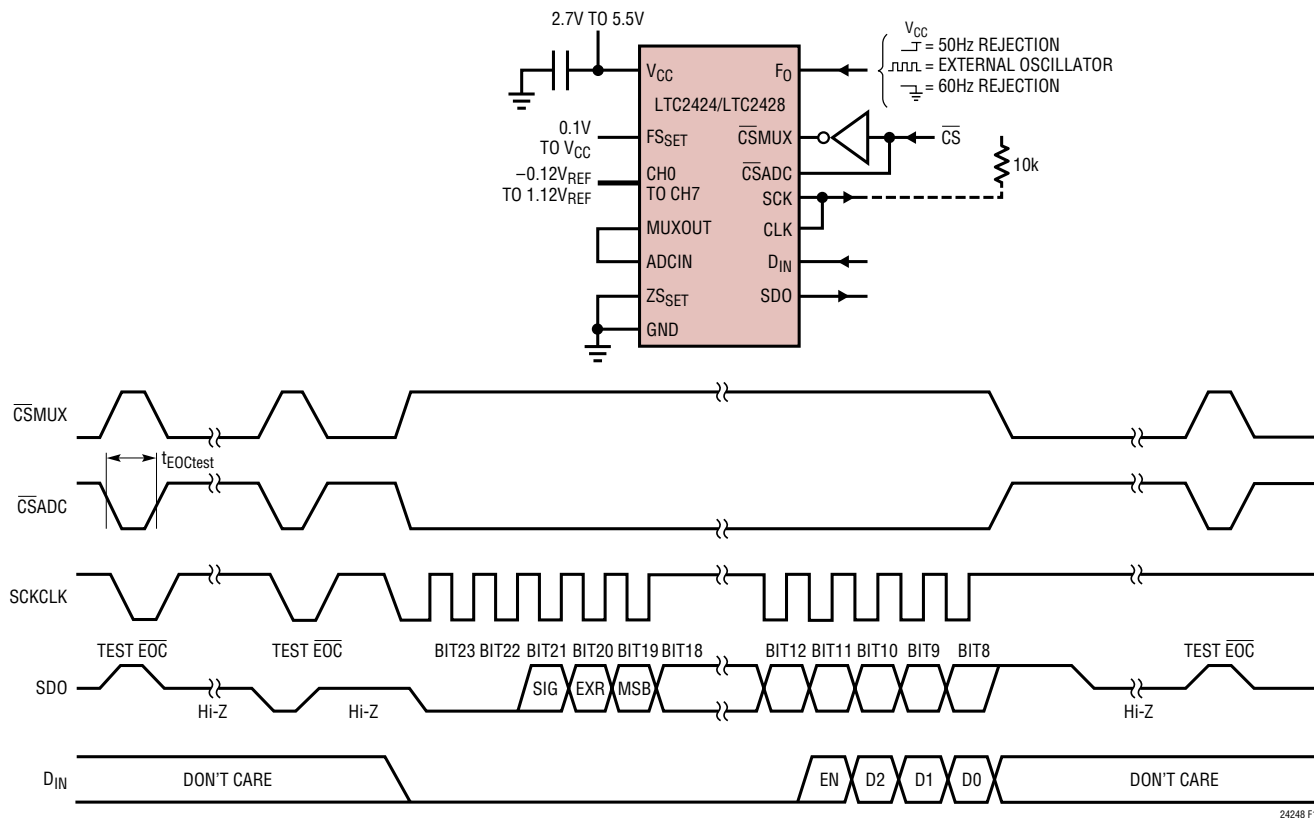 2.7V TO 5.5V
VCC
= 50Hz REJECTION
= EXTERNAL OSCILLATOR
= 60Hz REJECTION
VCC
FO
LTC2424/LTC2428
0.1V
TO VCC
FSSET
CSMUX
CS
–0.12VREF
TO 1.12VREF
CH0
TO CH7
CSADC
SCK
10k
MUXOUT
CLK
ADCIN
DIN
ZSSET
SDO
GND
CSMUX
tEOCtest
CSADC
SCKCLK
TEST EOC
TEST EOC
BIT23 BIT22 BIT21 BIT20 BIT19 BIT18
BIT12 BIT11 BIT10 BIT9 BIT8
TEST EOC
SDO
SIG EXR MSB
Hi-Z
Hi-Z
Hi-Z
DIN
DON'T CARE
EN D2 D1 D0
DON'T CARE